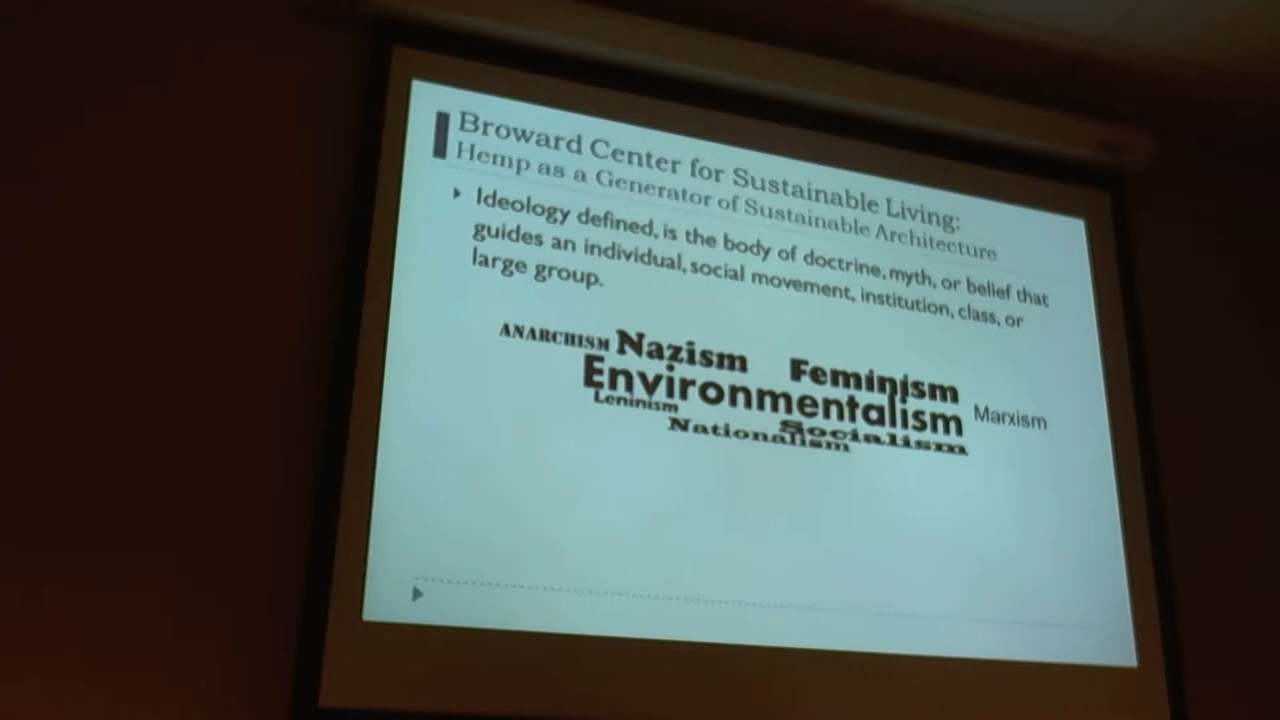 Broward Center for Sustainable Living:
Hemp as a Generator of Sustainable Architecture
Ideology defined, is the body of doctrine, myth, or belief that
guides an individual, social movement, institution, class, or
large group.
ANARCHISM Nazism Feminism
Environmentalism Marxism
Leninism
Nationalism Socialism